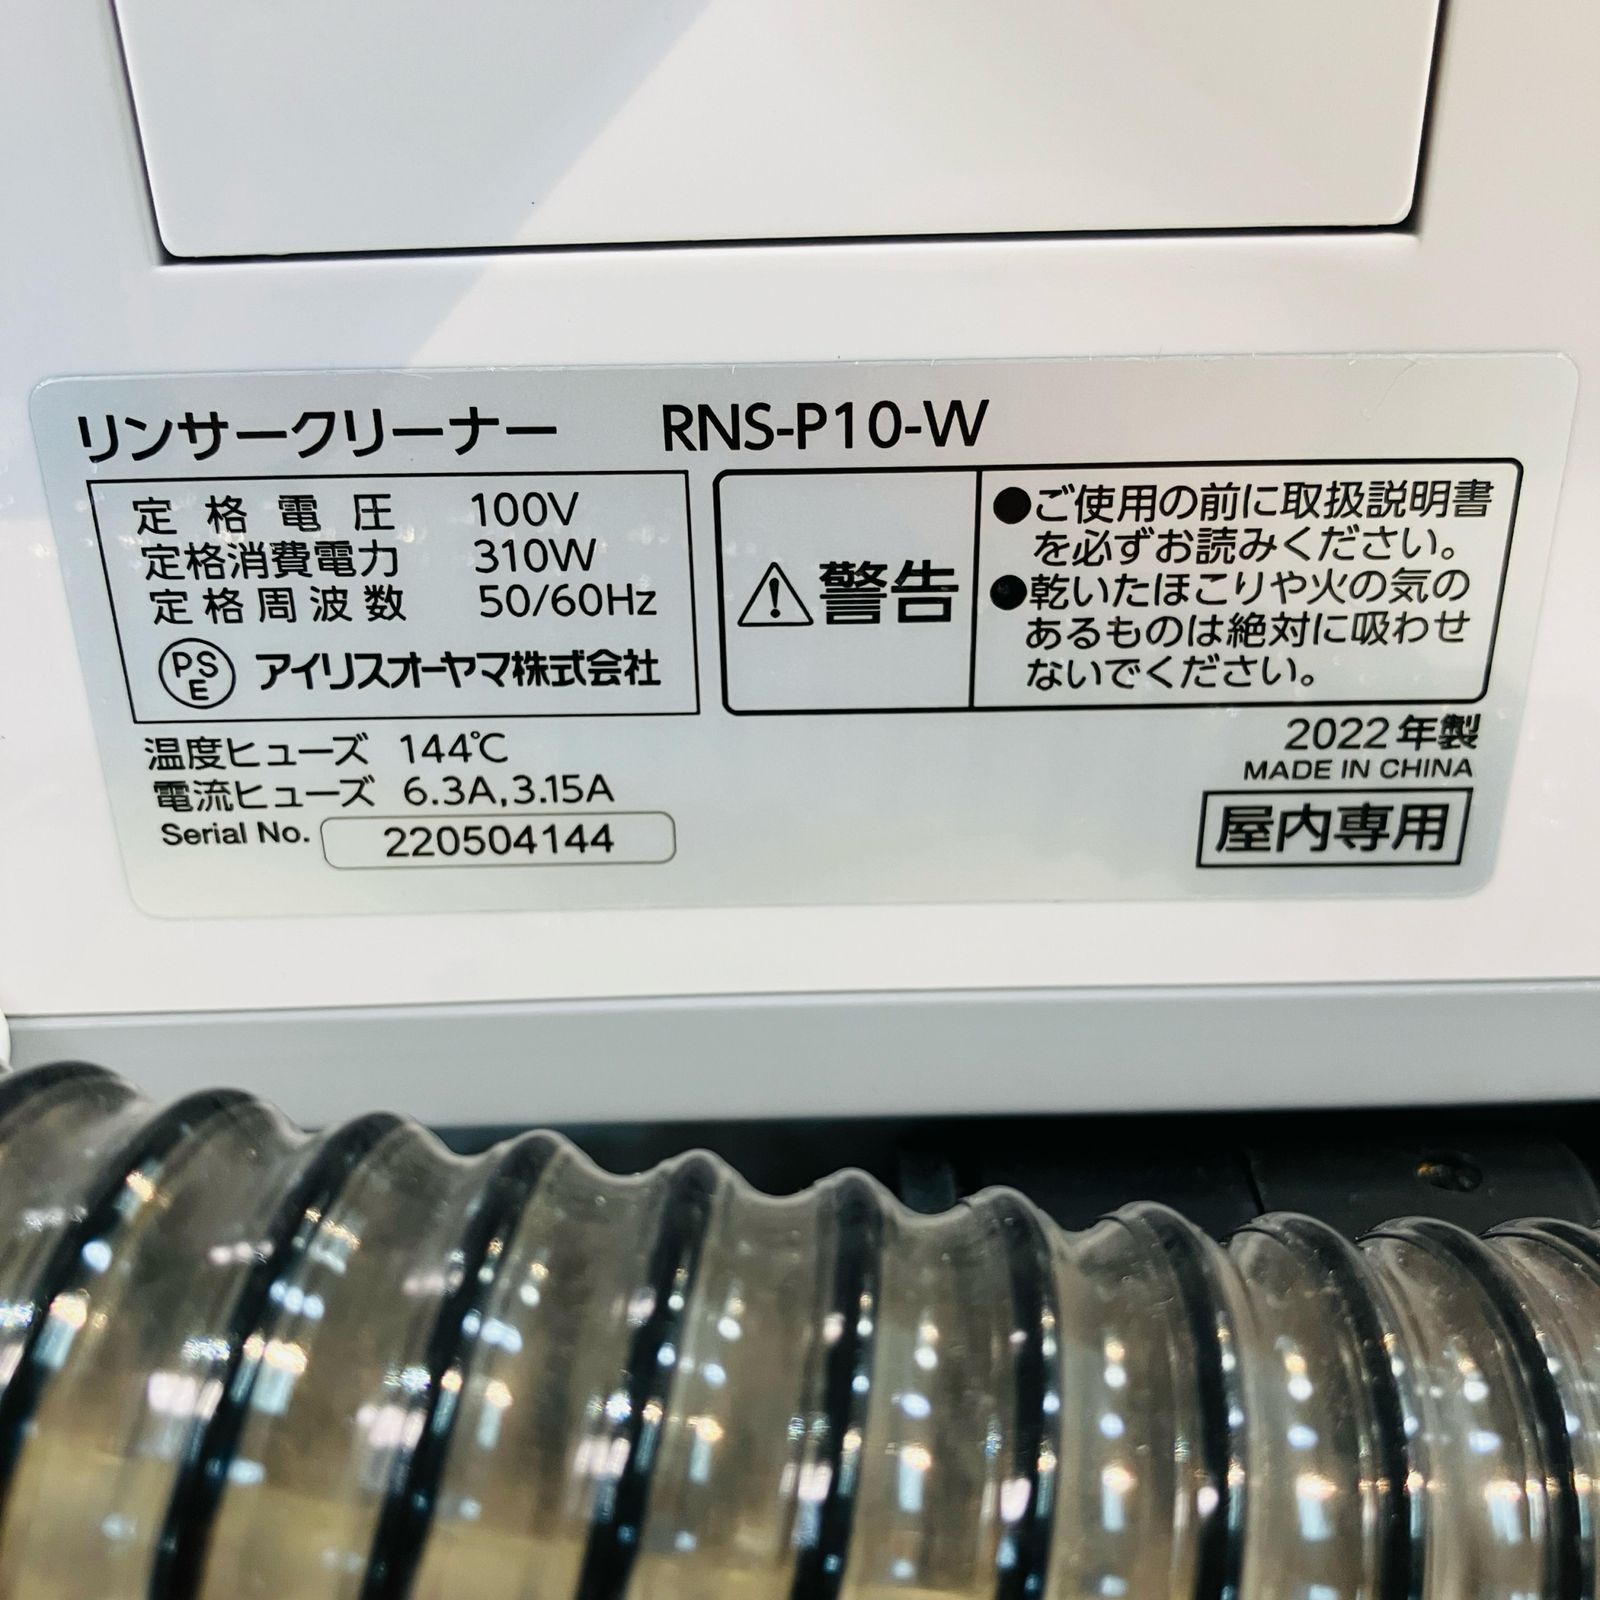 リンサークリーナー RNS-P10-W
定格電圧 100V
定格消費電力 310W
定格周波数 50/60Hz
PSE アイリスオーヤマ株式会社
警告
●ご使用の前に取扱説明書
を必ずお読みください。
●乾いたほこりや火の気の
あるものは絶対に吸わせ
ないでください。
温度ヒューズ 144℃
電流ヒューズ 6.3A,3.15A
Serial No. 220504144
2022年製
MADE IN CHINA
屋内専用